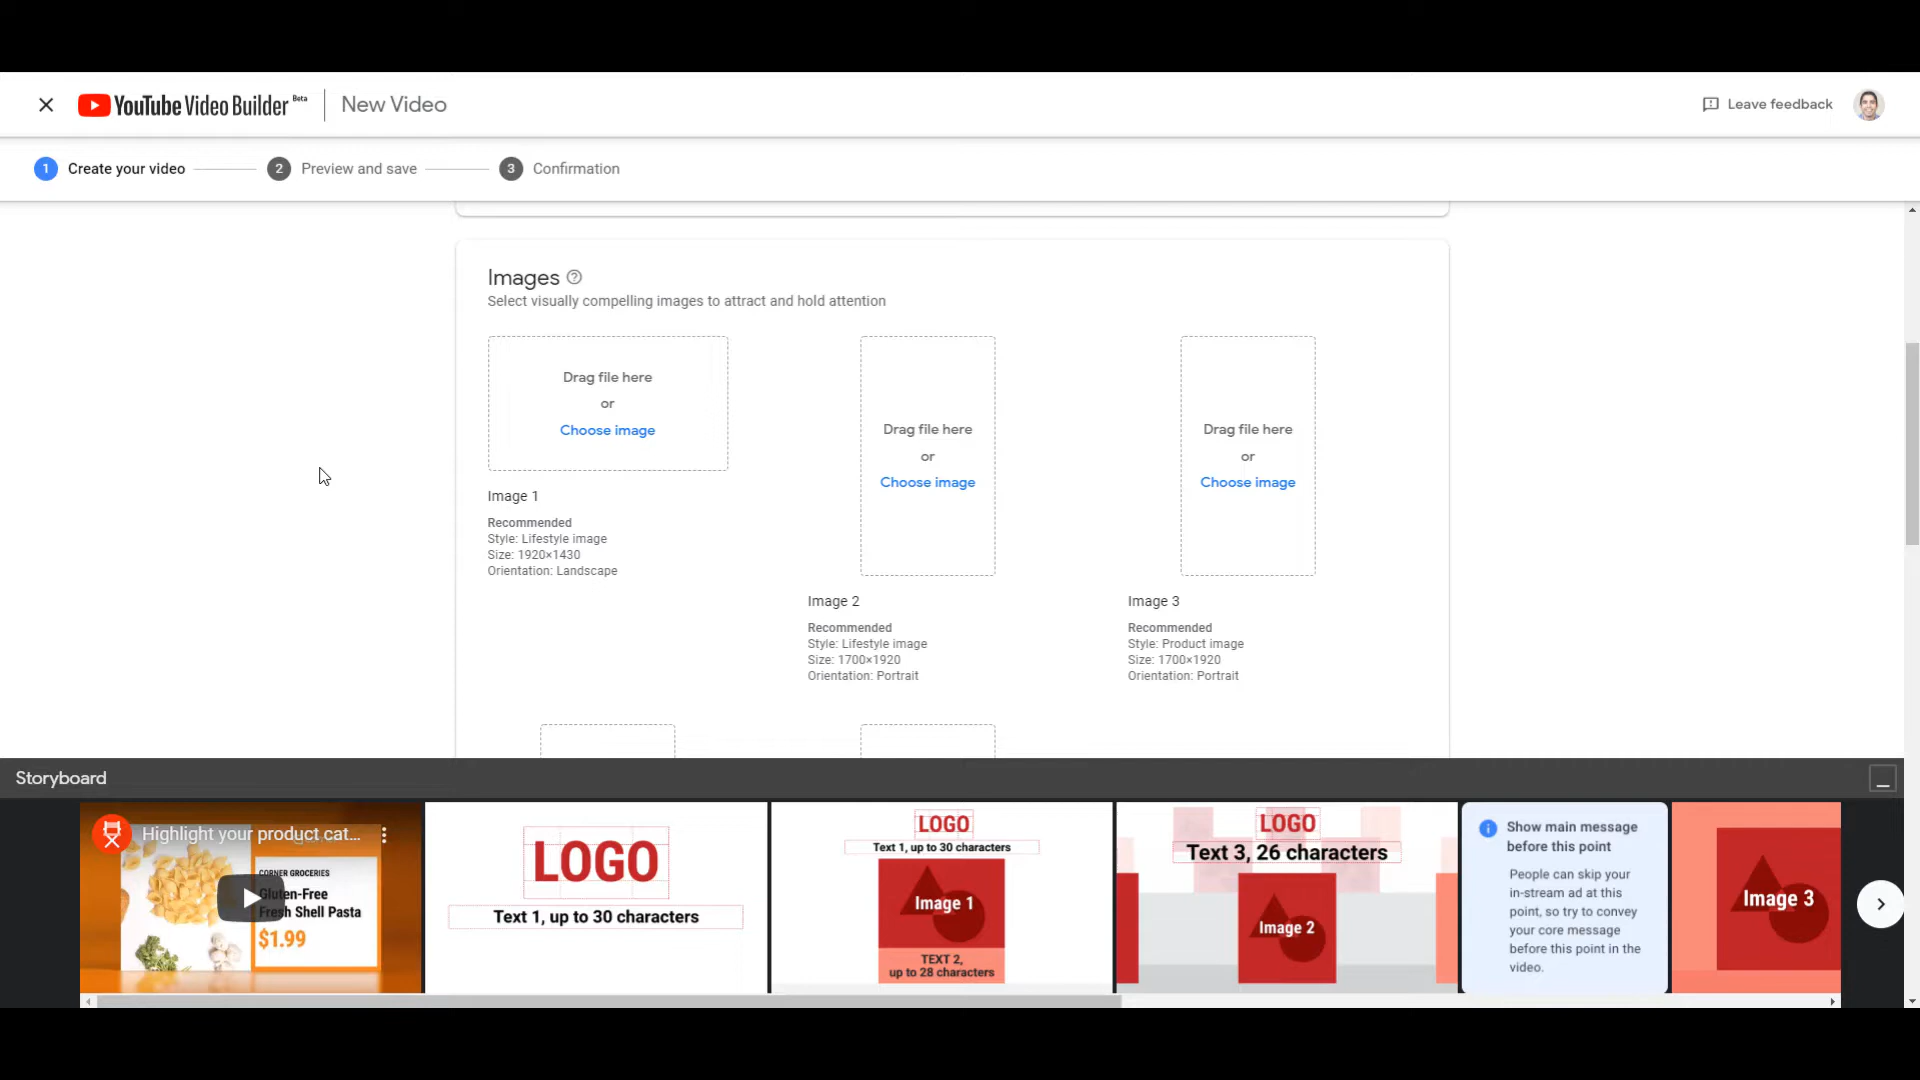 YouTube Video Builder Beta
New Video
Leave feedback
1 Create your video
2 Preview and save
3 Confirmation
Images
Select visually compelling images to attract and hold attention
Drag file here
or
Choose image
Image 1
Recommended
Style: Lifestyle image
Size: 1920×1430
Orientation: Landscape
Drag file here
or
Choose image
Image 2
Recommended
Style: Lifestyle image
Size: 1700×1920
Orientation: Portrait
Drag file here
or
Choose image
Image 3
Recommended
Style: Product image
Size: 1700×1920
Orientation: Portrait
Storyboard
Highlight your product cat...
CORNER GROCERIES
Gluten-Free
Fresh Shell Pasta
$1.99
LOGO
Text 1, up to 30 characters
LOGO
Text 1, up to 30 characters
Image 1
TEXT 2,
up to 28 characters
LOGO
Text 3, 26 characters
Image 2
Show main message
before this point
People can skip your
in-stream ad at this
point, so try to convey
your core message
before this point in the
video.
Image 3